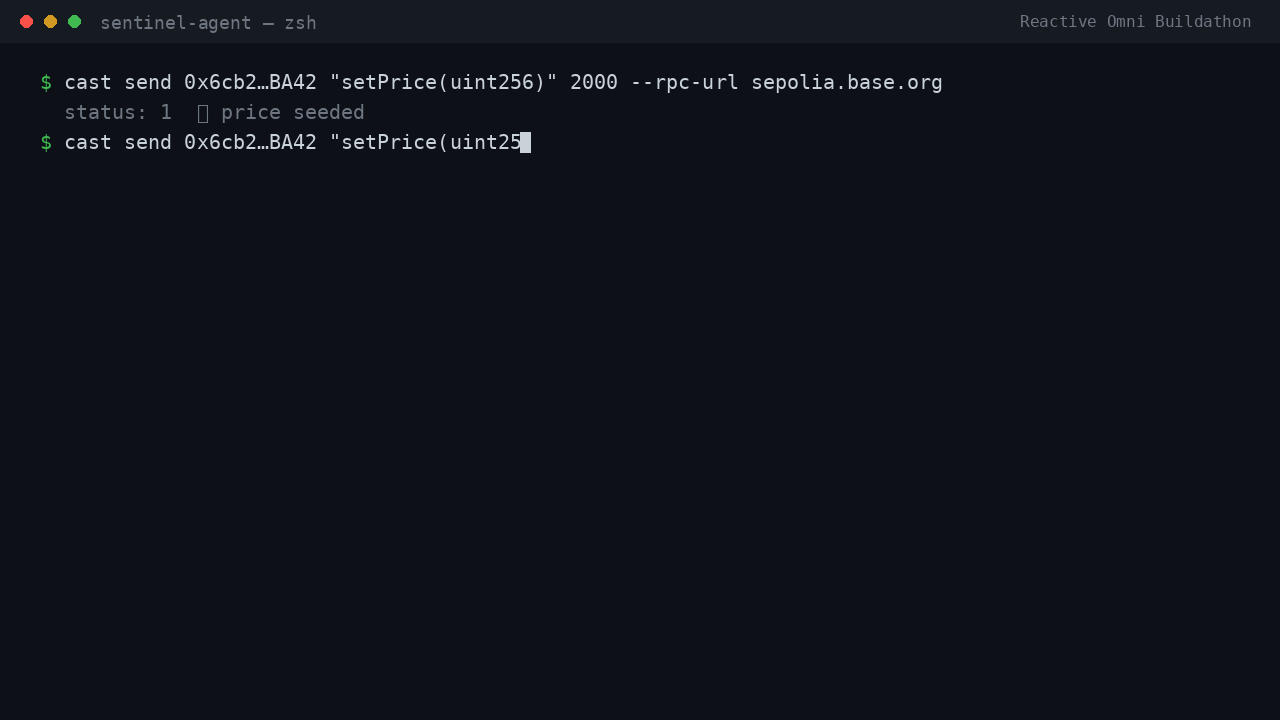 sentinel-agent — zsh
Reactive Omni Buildathon
$ cast send 0x6cb2…BA42 "setPrice(uint256)" 2000 --rpc-url sepolia.base.org
status: 1 ▯ price seeded
$ cast send 0x6cb2…BA42 "setPrice(uint25